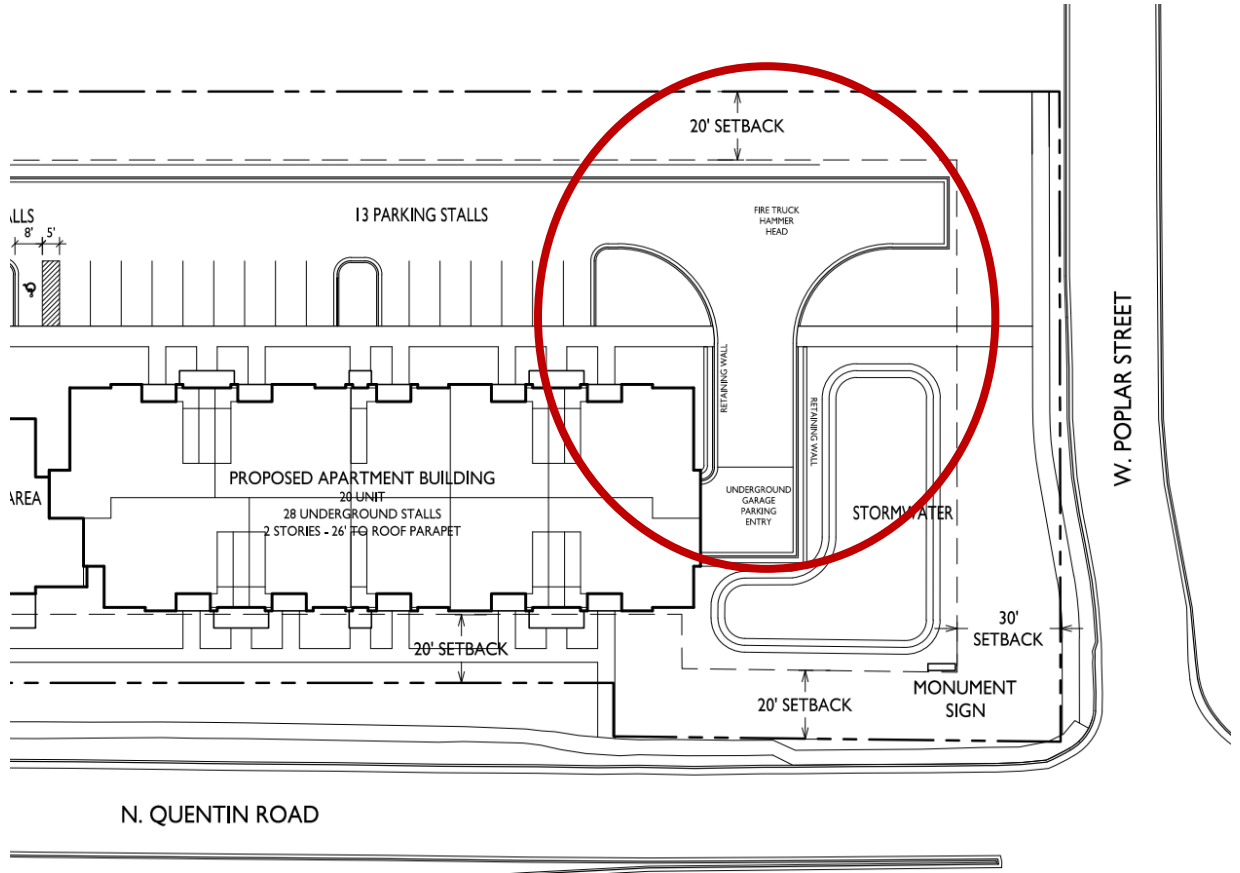 20' SETBACK
FIRE TRUCK
HAMMER
HEAD
ALLS
8' 5'
13 PARKING STALLS
W. POPLAR STREET
RETAINING WALL
RETAINING WALL
PROPOSED APARTMENT BUILDING
20 UNIT
28 UNDERGROUND STALLS
2 STORIES - 26' TO ROOF PARAPET
AREA
UNDERGROUND
GARAGE
PARKING
ENTRY
STORMWATER
30'
SETBACK
20' SETBACK
20' SETBACK
MONUMENT
SIGN
N. QUENTIN ROAD